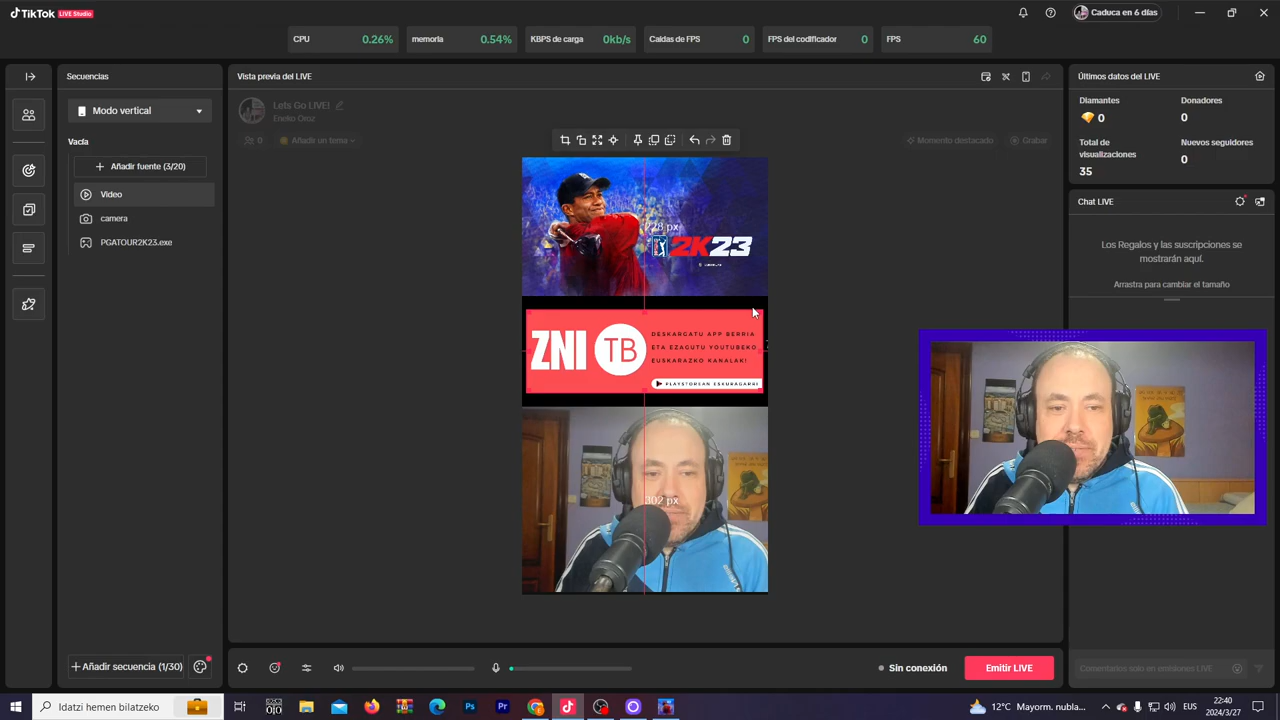 TikTok LIVE Studio
Caduca en 6 días
CPU 0.26%
memoria 0.54%
KBPS de carga 0kb/s
Caídas de FPS 0
FPS del codificador 0
FPS 60
Secuencias
Modo vertical
Vacía
Añadir fuente (3/20)
Video
camera
PGATOUR2K23.exe
Añadir secuencia (1/30)
Vista previa del LIVE
Lets Go LIVE!
Eneko Oroz
0
Añadir un tema
Momento destacado
Grabar
728 px
2K23
ZNI TB
DESKARGATU APP BERRIA
ETA EZAGUTU YOUTUBEKO
EUSKARAZKO KANALAK!
PLAYSTOREAN ESKURAGARRI
302 px
Sin conexión
Emitir LIVE
Últimos datos del LIVE
Diamantes
0
Donadores
0
Total de visualizaciones
35
Nuevos seguidores
0
Chat LIVE
Los Regalos y las suscripciones se
mostrarán aquí.
Arrastra para cambiar el tamaño
Comentarios solo en emisiones LIVE
Idatzi hemen bilatzeko
12°C Mayorm. nubla...
22:40
2024/3/27